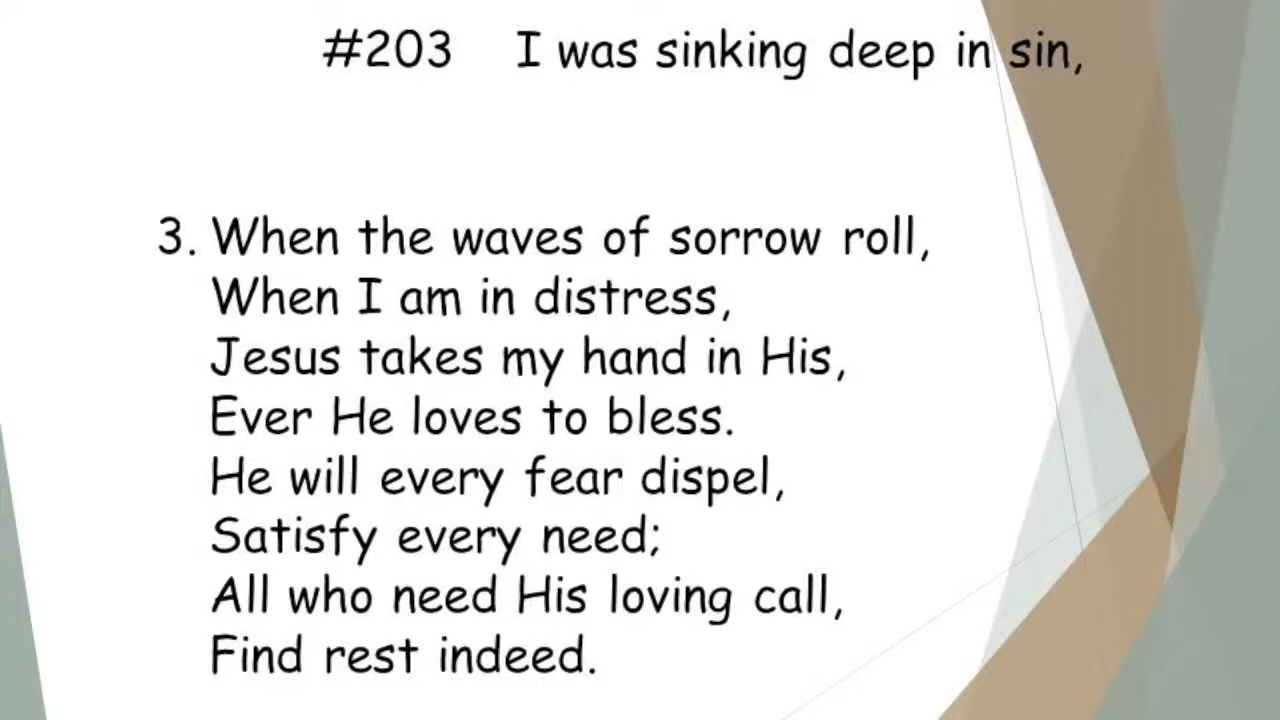 #203 I was sinking deep in sin,
3. When the waves of sorrow roll,
When I am in distress,
Jesus takes my hand in His,
Ever He loves to bless.
He will every fear dispel,
Satisfy every need;
All who need His loving call,
Find rest indeed.